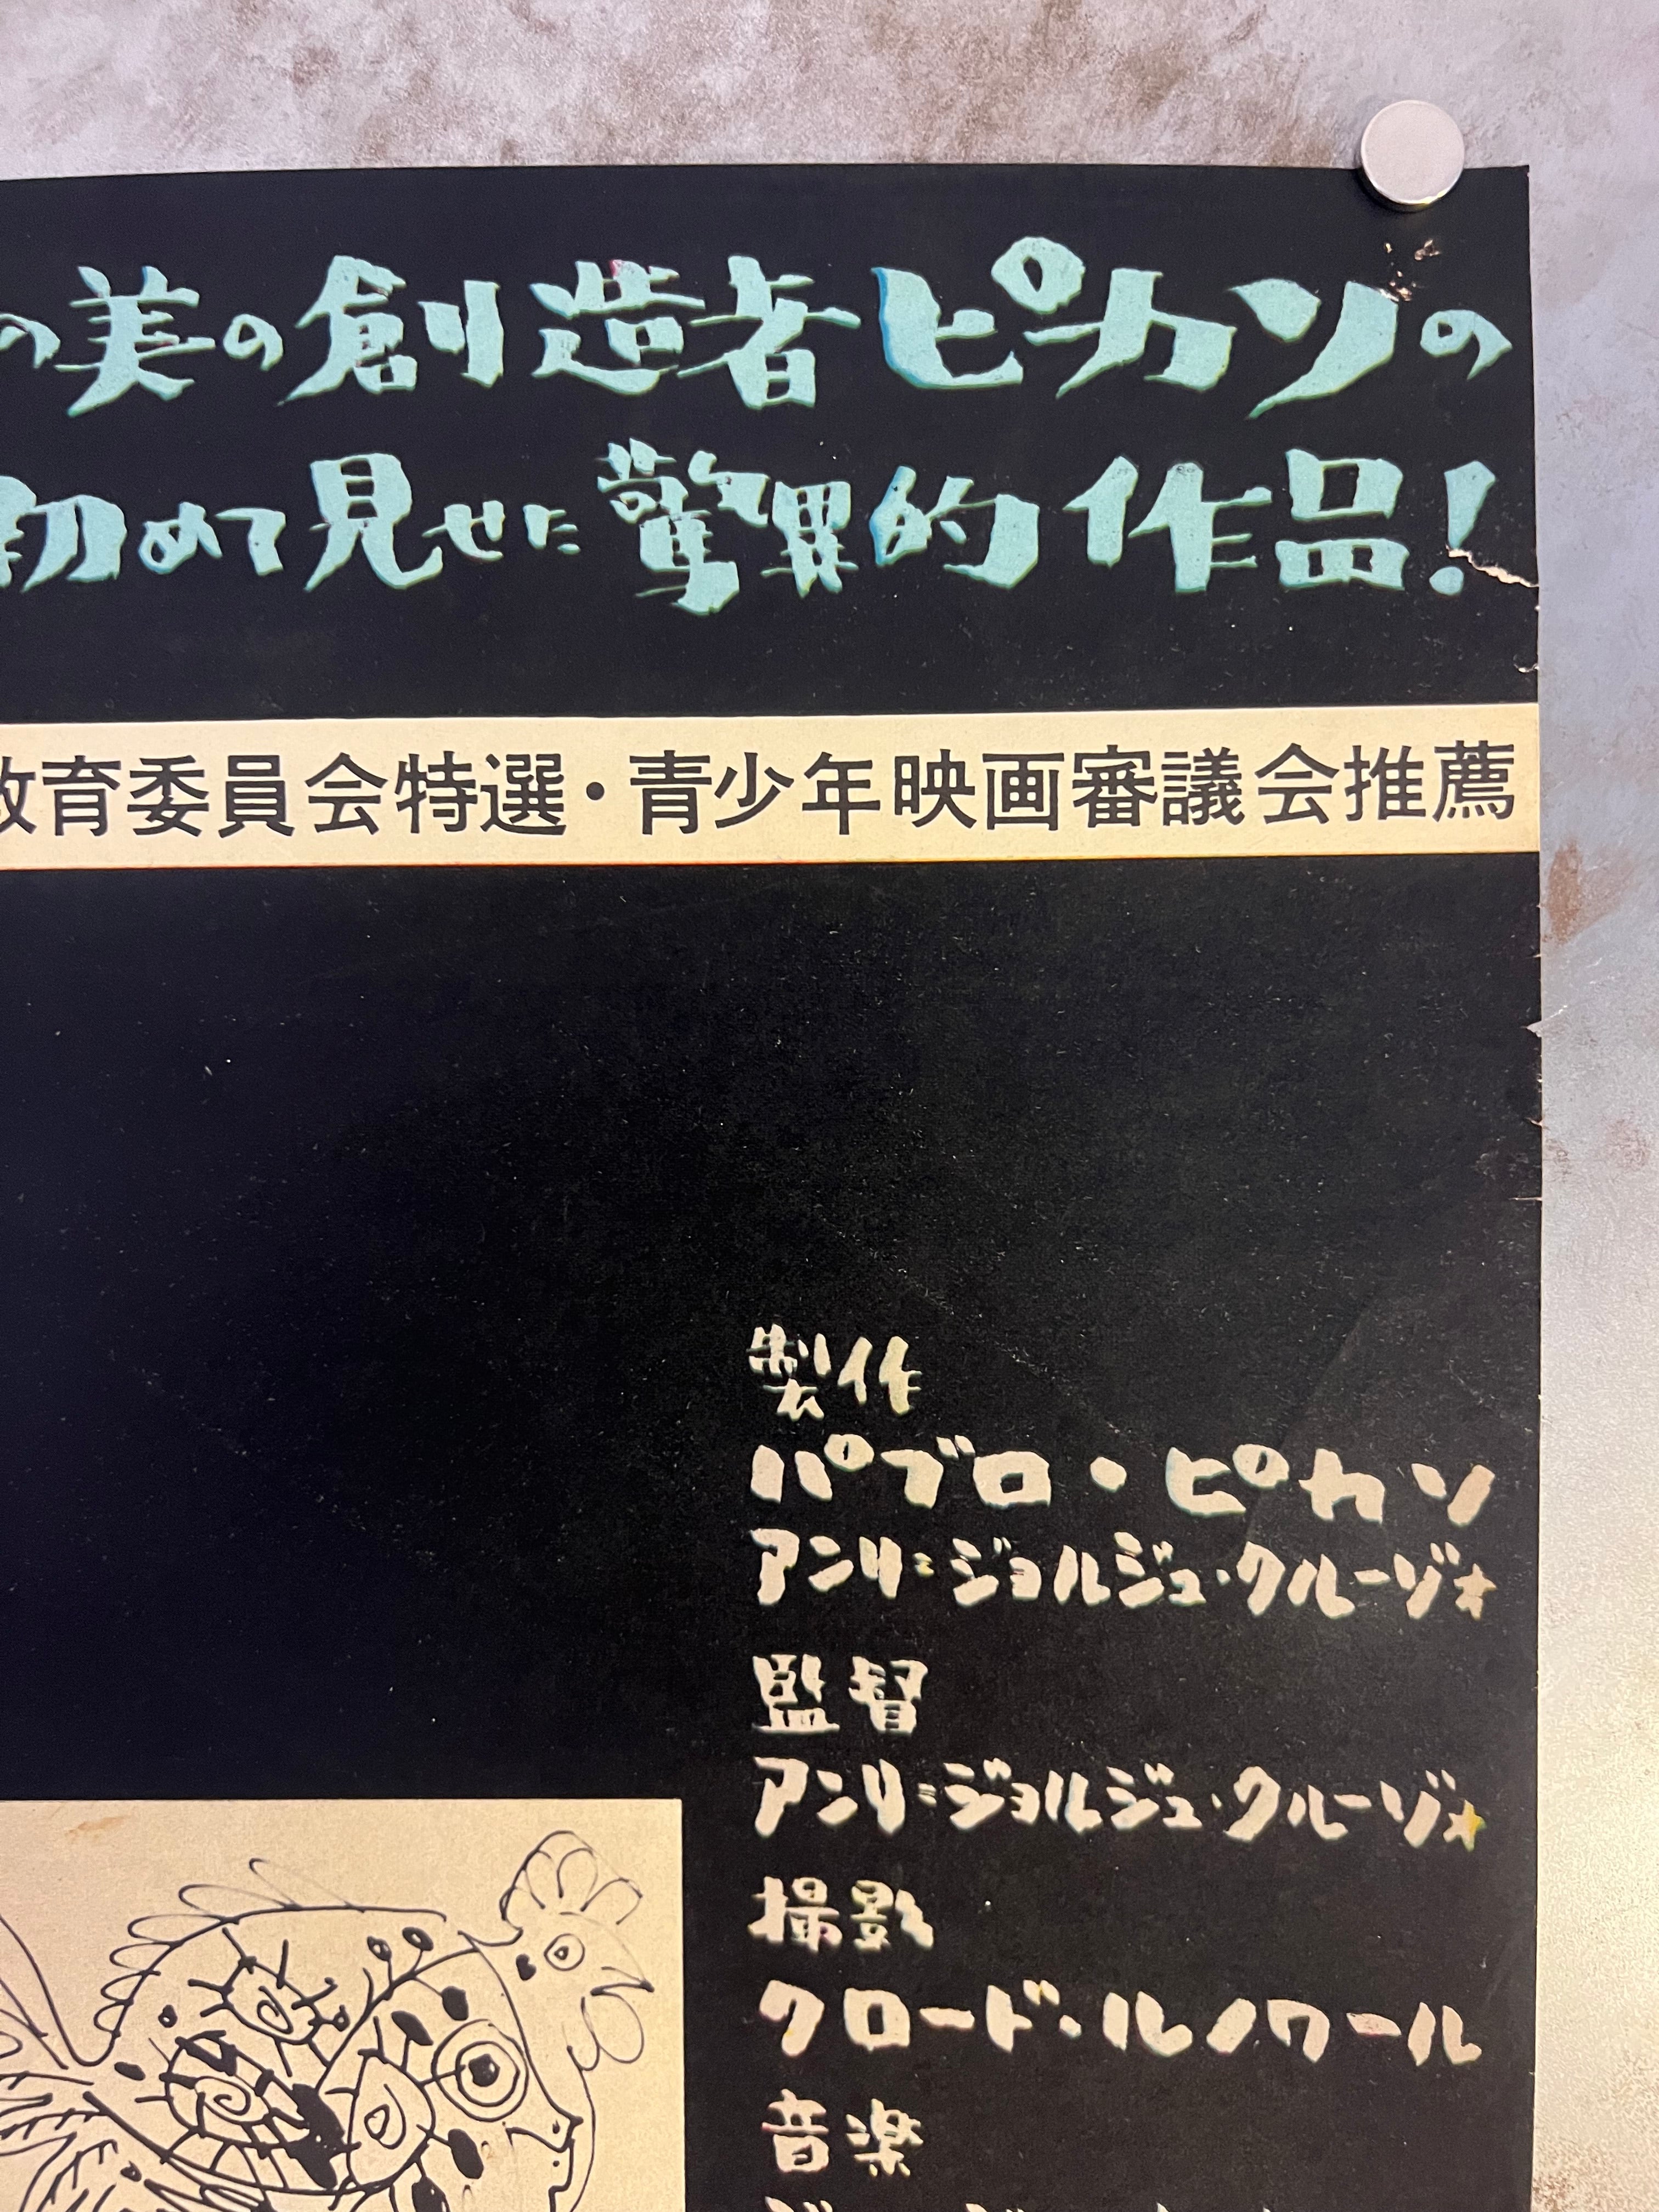 の美の創造者ピカソの
初めて見せた驚異的作品!
教育委員会特選・青少年映画審議会推薦
製作
パブロ・ピカソ
アンリ=ジョルジュ・クルーゾォ
監督
アンリ=ジョルジュ・クルーゾォ
撮影
クロード・ルノワール
音楽